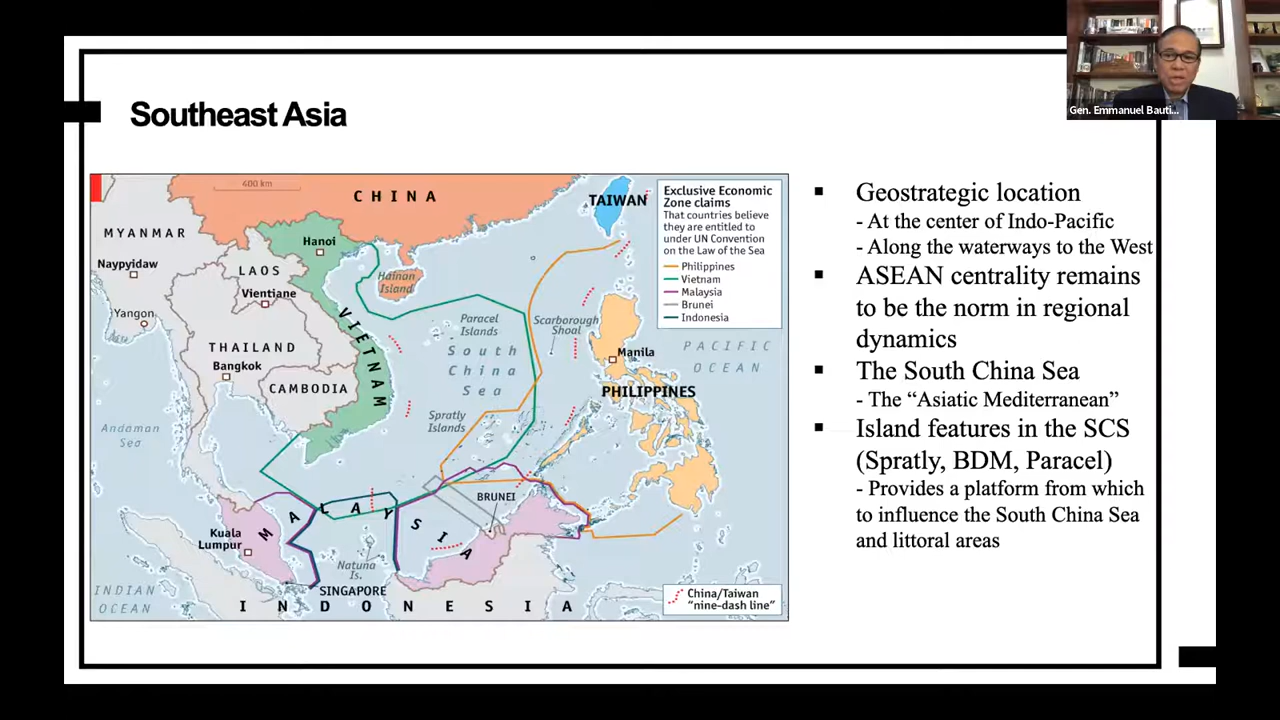 Gen. Emmanuel Bauti...
Southeast Asia
400 km
CHINA
TAIWAN
Exclusive Economic
Zone claims
That countries believe
they are entitled to
under UN Convention
on the Law of the Sea
Philippines
Vietnam
Malaysia
Brunei
Indonesia
MYANMAR
Hanoi
Naypyidaw
LAOS
Hainan
Island
Vientiane
Yangon
VIETNAM
Paracel
Islands
Scarborough
Shoal
THAILAND
South
China
Sea
Manila
PACIFIC
OCEAN
Bangkok
CAMBODIA
PHILIPPINES
Spratly
Islands
Andaman
Sea
BRUNEI
MALAYSIA
Kuala
Lumpur
Natuna
Is.
SINGAPORE
INDIAN
OCEAN
INDONESIA
China/Taiwan
"nine-dash line"
▪ Geostrategic location
- At the center of Indo-Pacific
- Along the waterways to the West
▪ ASEAN centrality remains
to be the norm in regional
dynamics
▪ The South China Sea
- The “Asiatic Mediterranean”
▪ Island features in the SCS
(Spratly, BDM, Paracel)
- Provides a platform from which
to influence the South China Sea
and littoral areas